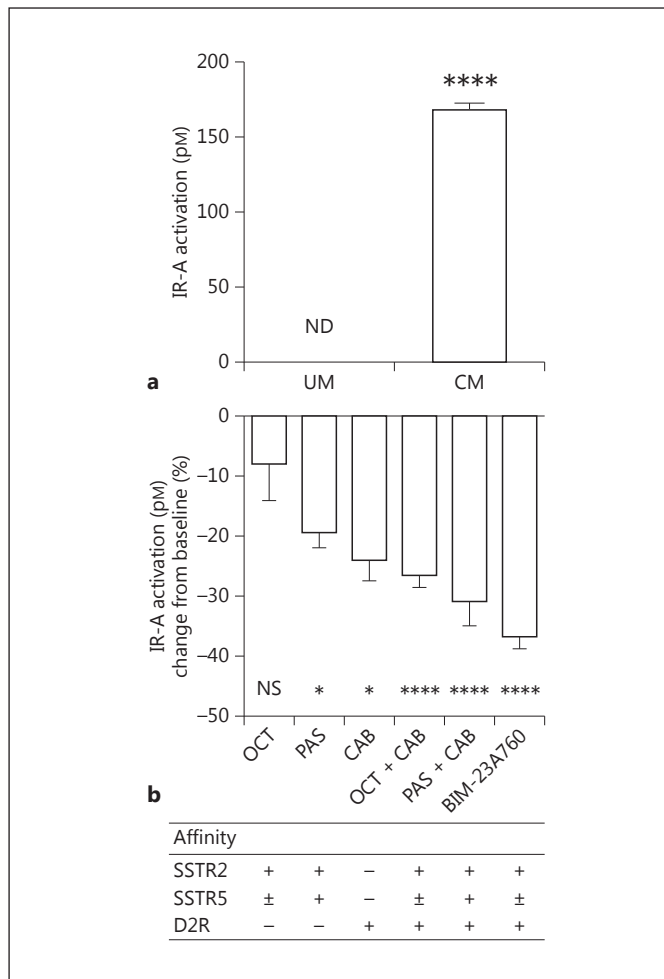 200
****
150
100
50
ND
0
IR-A activation (pM)
a
UM CM
0
−10
−20
−30
−40
NS * * **** **** ****
−50
IR-A activation (pM)
change from baseline (%)
OCT PAS CAB OCT + CAB PAS + CAB BIM-23A760
b
Affinity
SSTR2 + + – + + +
SSTR5 ± + – ± + ±
D2R – – + + + +